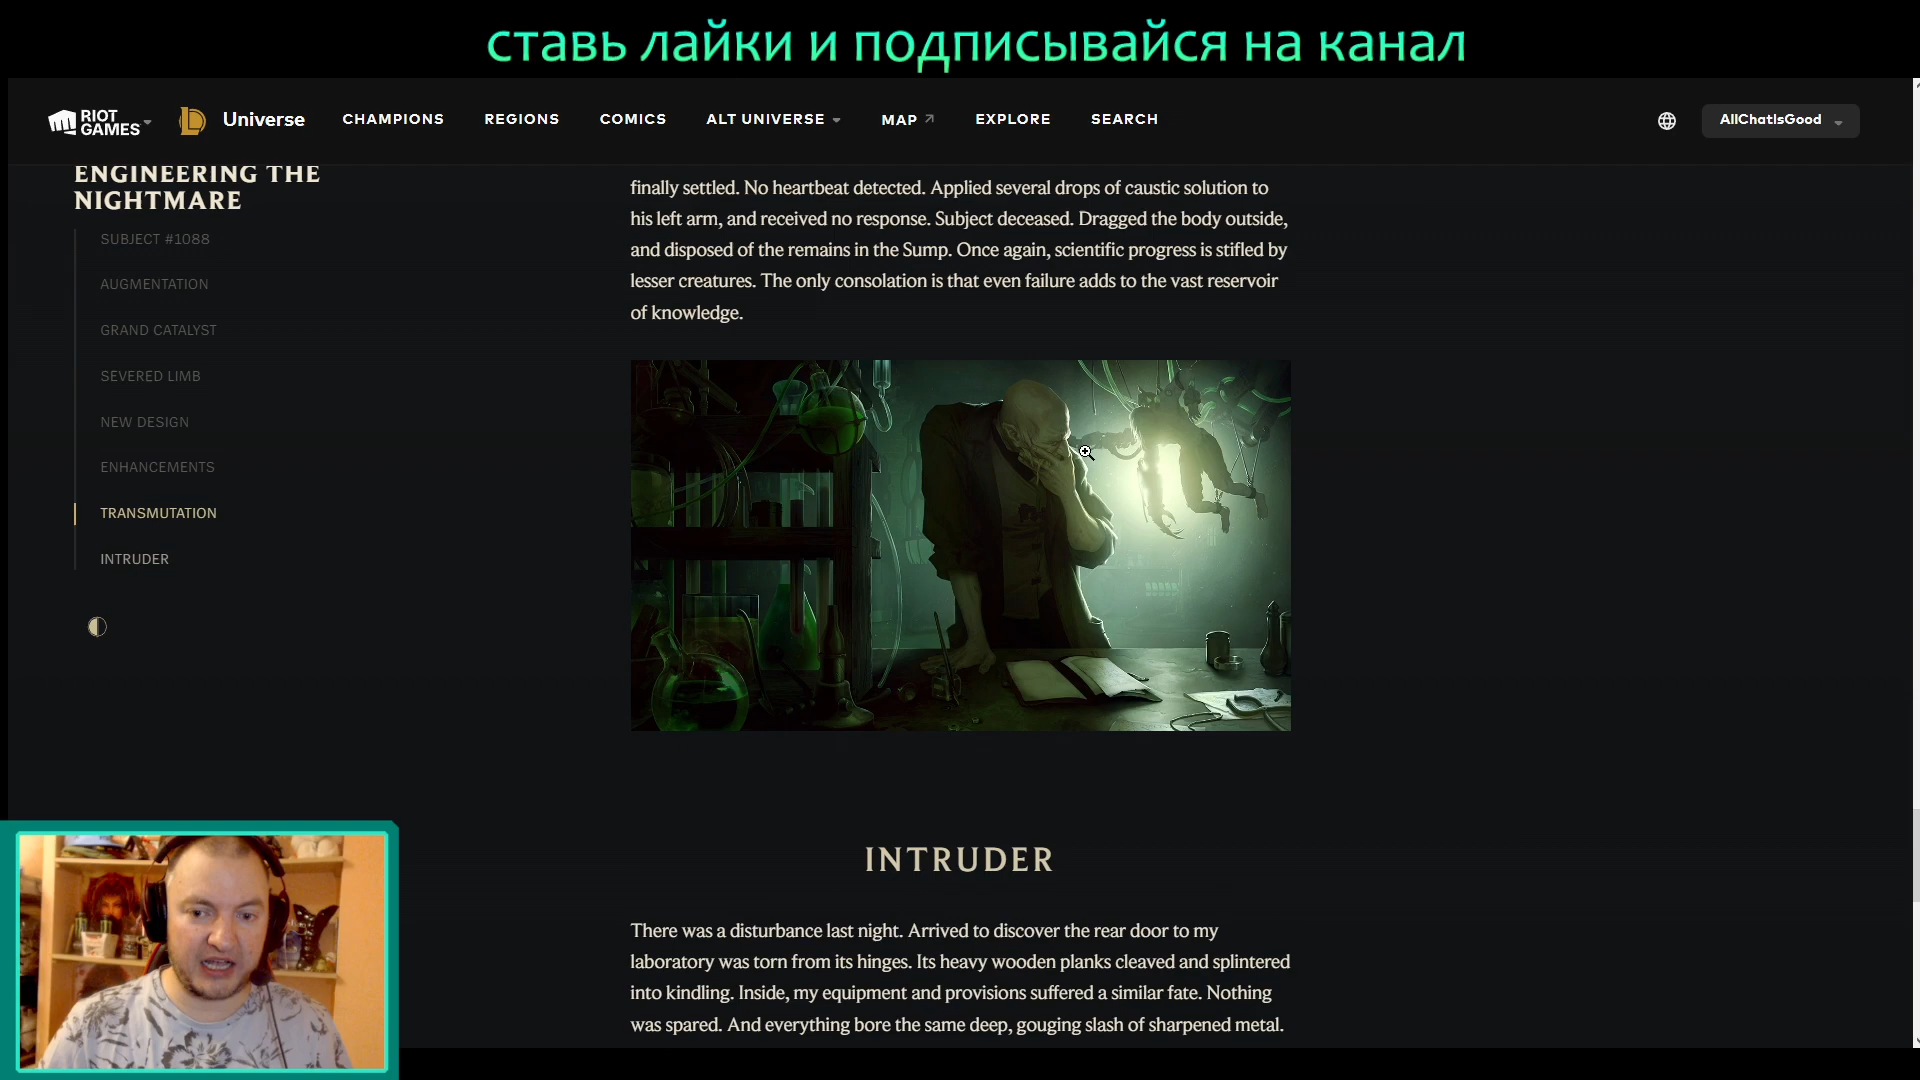 ставь лайки и подписывайся на канал
RIOT GAMES
Universe
CHAMPIONS
REGIONS
COMICS
ALT UNIVERSE
MAP
EXPLORE
SEARCH
AllChatIsGood
ENGINEERING THE
NIGHTMARE
SUBJECT #1088
AUGMENTATION
GRAND CATALYST
SEVERED LIMB
NEW DESIGN
ENHANCEMENTS
TRANSMUTATION
INTRUDER
finally settled. No heartbeat detected. Applied several drops of caustic solution to
his left arm, and received no response. Subject deceased. Dragged the body outside,
and disposed of the remains in the Sump. Once again, scientific progress is stifled by
lesser creatures. The only consolation is that even failure adds to the vast reservoir
of knowledge.
INTRUDER
There was a disturbance last night. Arrived to discover the rear door to my
laboratory was torn from its hinges. Its heavy wooden planks cleaved and splintered
into kindling. Inside, my equipment and provisions suffered a similar fate. Nothing
was spared. And everything bore the same deep, gouging slash of sharpened metal.